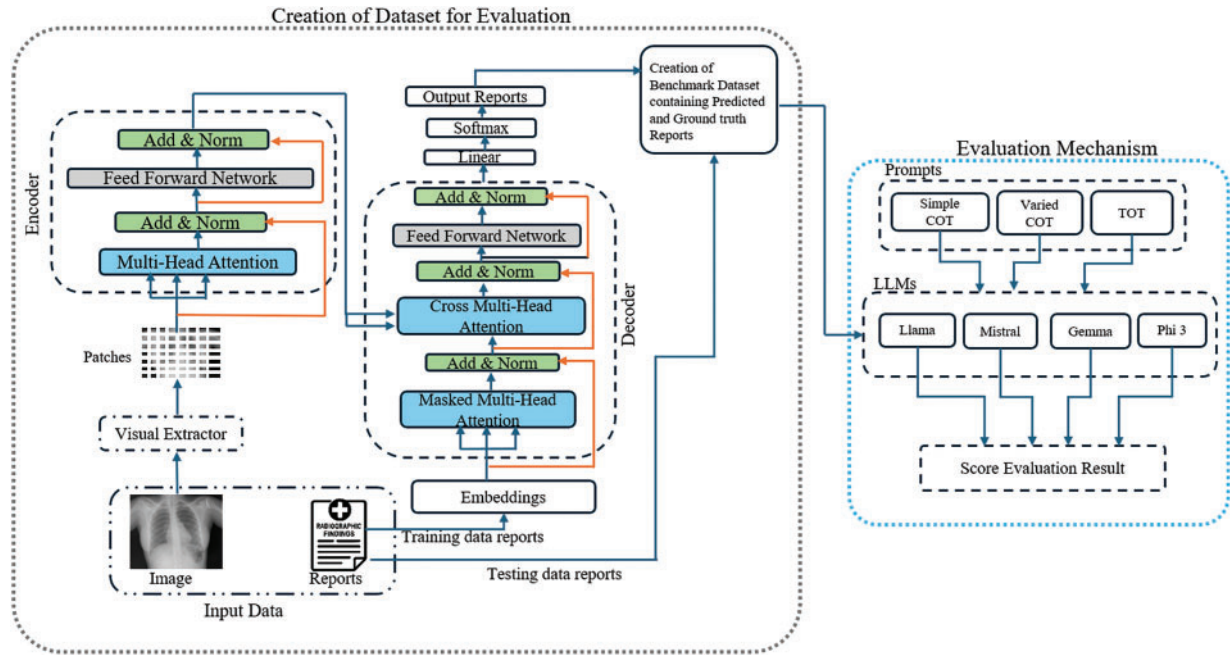 Creation of Dataset for Evaluation
Encoder
Add & Norm
Feed Forward Network
Add & Norm
Multi-Head Attention
Patches
Visual Extractor
Image
RADIOGRAPHIC
FINDINGS
Reports
Input Data
Training data reports
Testing data reports
Output Reports
Softmax
Linear
Decoder
Add & Norm
Feed Forward Network
Add & Norm
Cross Multi-Head
Attention
Add & Norm
Masked Multi-Head
Attention
Embeddings
Creation of
Benchmark Dataset
containing Predicted
and Ground truth
Reports
Evaluation Mechanism
Prompts
Simple
COT
Varied
COT
TOT
LLMs
Llama
Mistral
Gemma
Phi 3
Score Evaluation Result